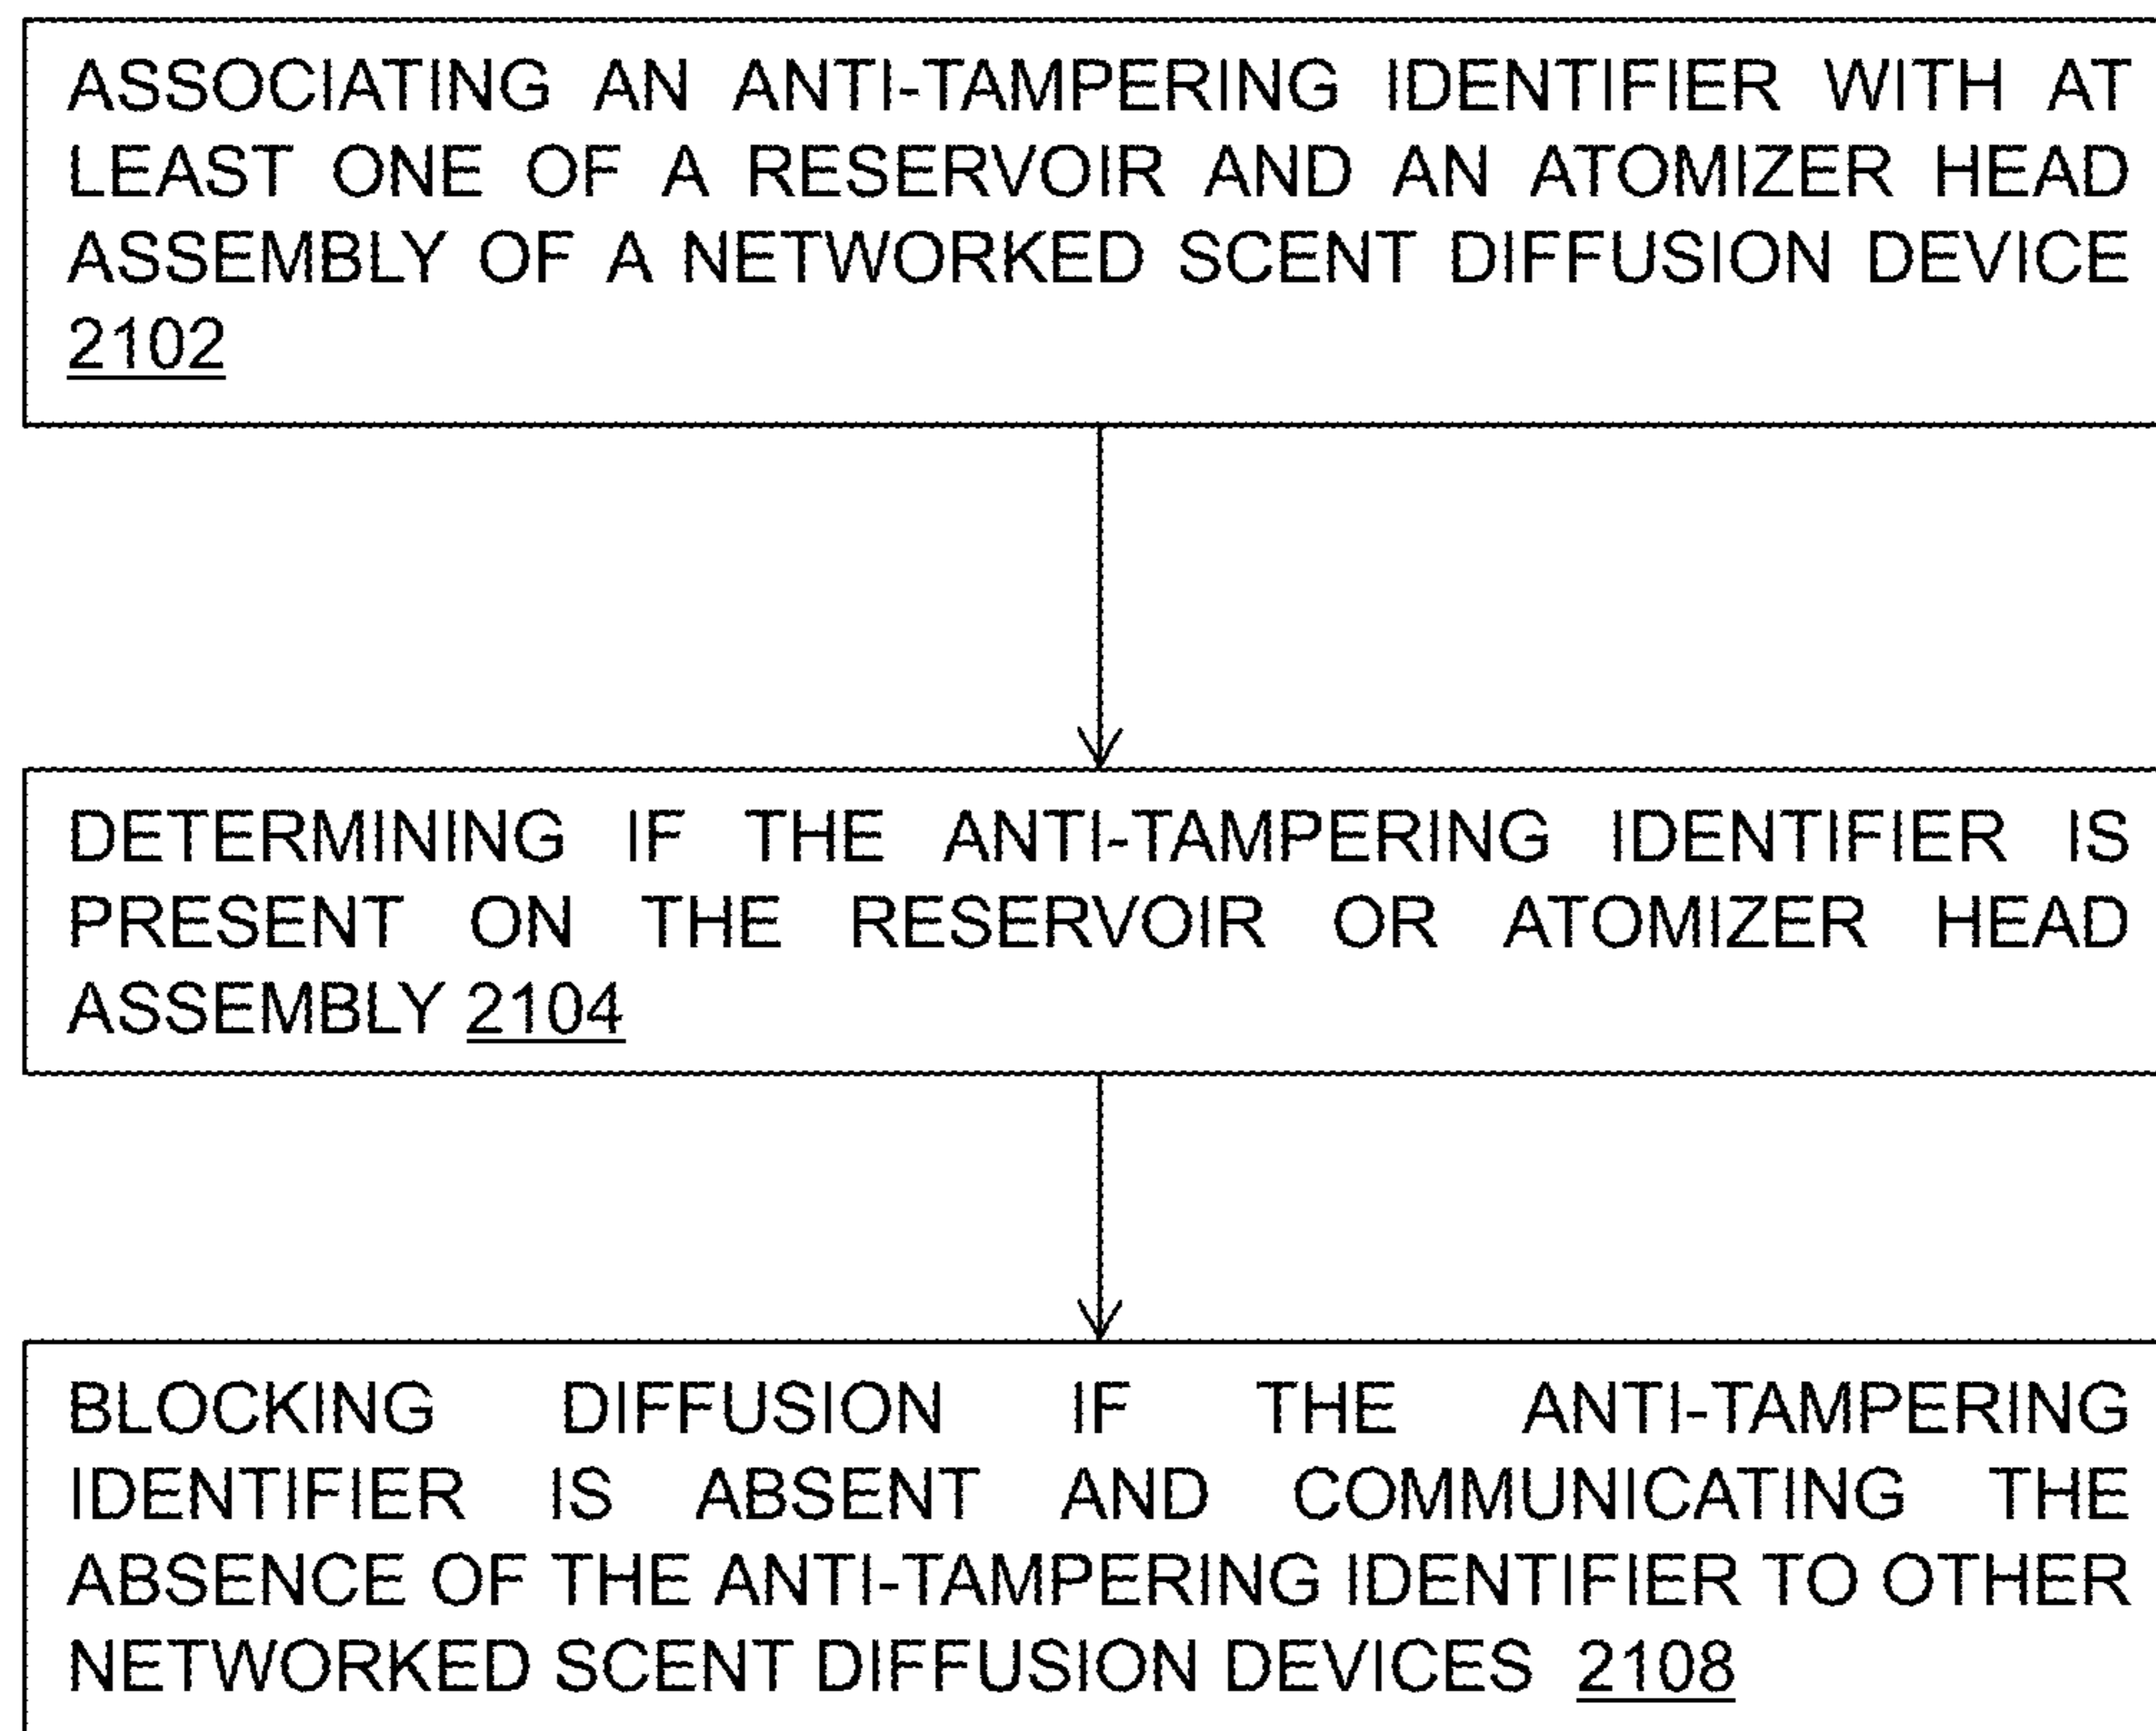 ASSOCIATING AN ANTI-TAMPERING IDENTIFIER WITH AT
LEAST ONE OF A RESERVOIR AND AN ATOMIZER HEAD
ASSEMBLY OF A NETWORKED SCENT DIFFUSION DEVICE
2102
DETERMINING IF THE ANTI-TAMPERING IDENTIFIER IS
PRESENT ON THE RESERVOIR OR ATOMIZER HEAD
ASSEMBLY 2104
BLOCKING DIFFUSION IF THE ANTI-TAMPERING
IDENTIFIER IS ABSENT AND COMMUNICATING THE
ABSENCE OF THE ANTI-TAMPERING IDENTIFIER TO OTHER
NETWORKED SCENT DIFFUSION DEVICES 2108